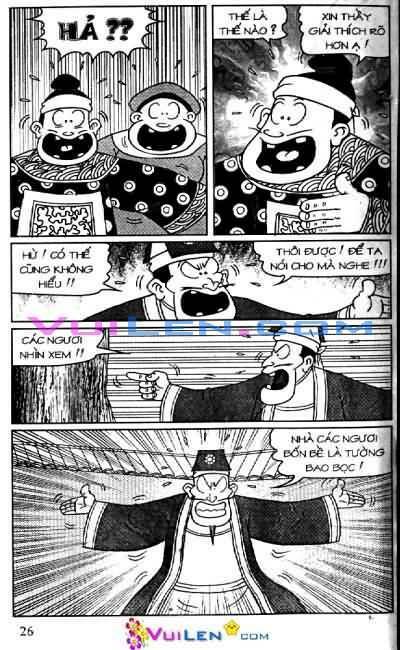 HẢ ??
THẾ LÀ
THẾ NÀO ?
XIN THẦY
GIẢI THÍCH RÕ
HƠN Ạ !
HỪ ! CÓ THẾ
CŨNG KHÔNG
HIỂU !!
THÔI ĐƯỢC ! ĐỂ TA
NÓI CHO MÀ NGHE !!!
VUILEN.COM
CÁC NGƯƠI
NHÌN XEM !!
NHÀ CÁC NGƯƠI
BỐN BỀ LÀ TƯỜNG
BAO BỌC !
26
VUILEN.COM